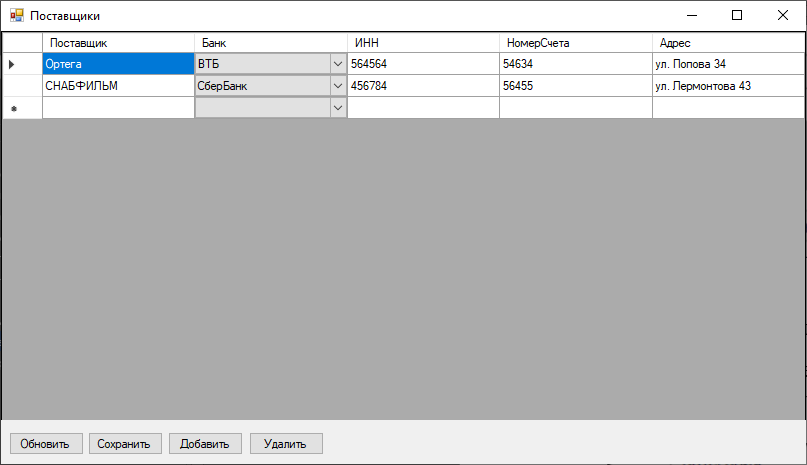 Поставщики
Поставщик Банк ИНН НомерСчета Адрес
Ортега ВТБ 564564 54634 ул. Попова 34
СНАБФИЛЬМ СберБанк 456784 56455 ул. Лермонтова 43
Обновить Сохранить Добавить Удалить